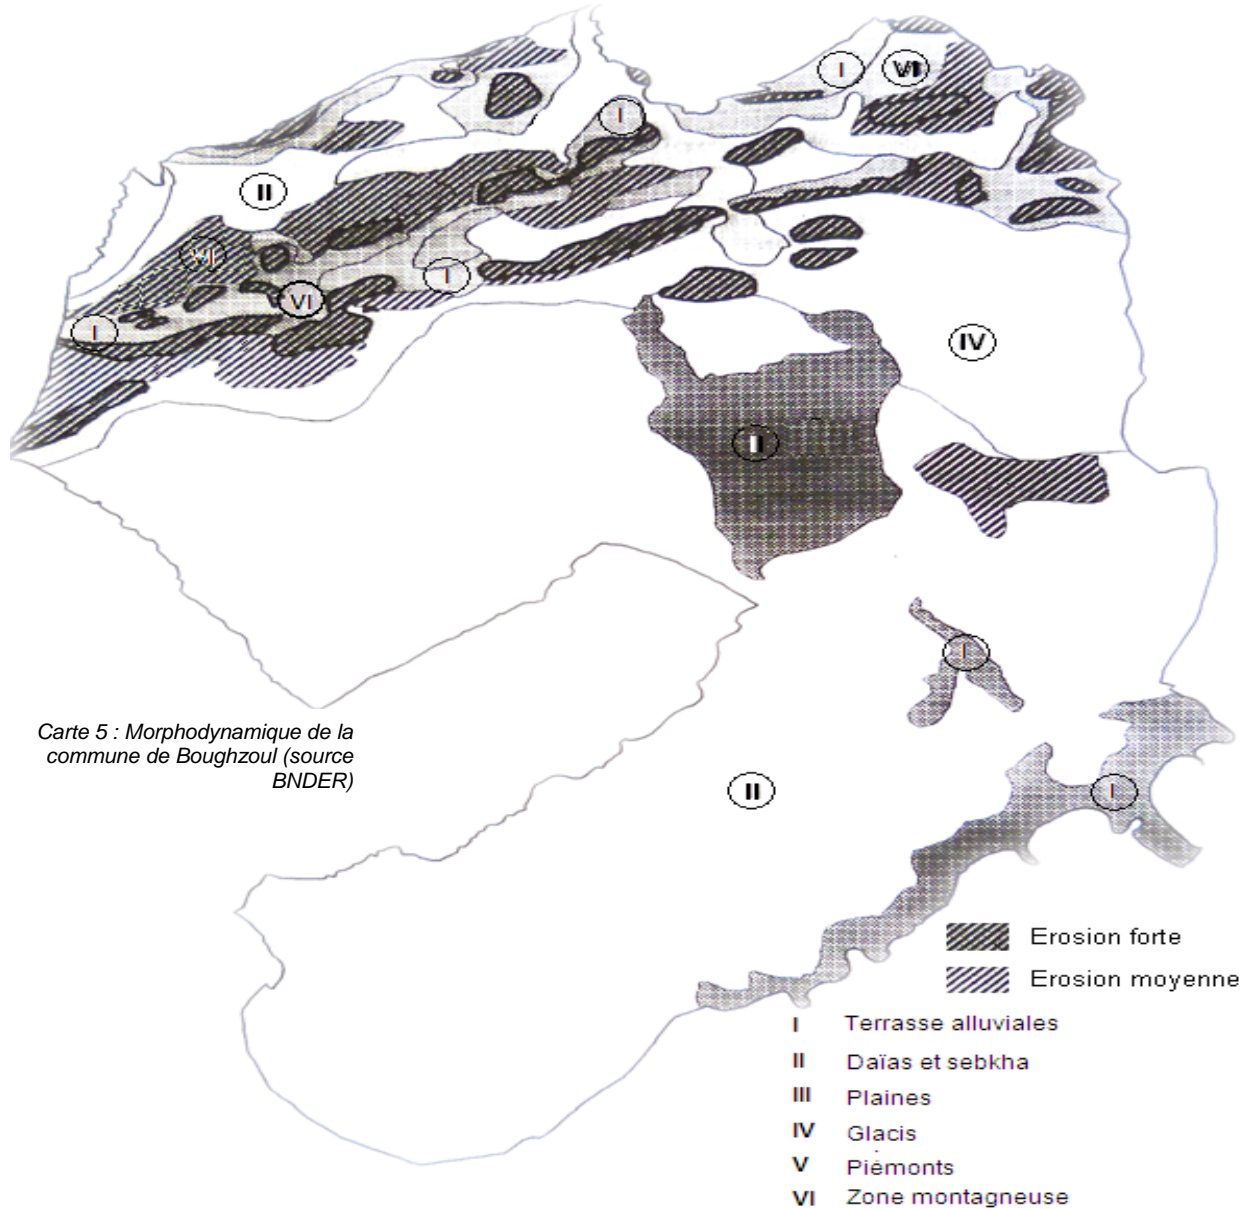 I
VI
I
II
VI
I
VI
I
IV
II
I
Carte 5 : Morphodynamique de la
commune de Boughzoul (source
BNDER)
II
I
Erosion forte
Erosion moyenne
I Terrasse alluviales
II Daïas et sebkha
III Plaines
IV Glacis
V Piémonts
VI Zone montagneuse